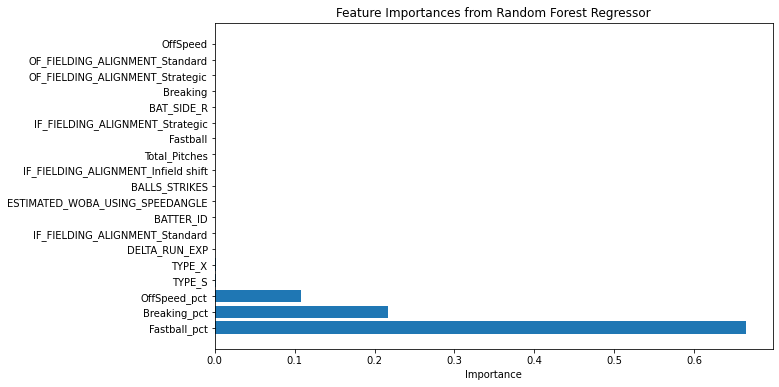 Feature Importances from Random Forest Regressor
OffSpeed
OF_FIELDING_ALIGNMENT_Standard
OF_FIELDING_ALIGNMENT_Strategic
Breaking
BAT_SIDE_R
IF_FIELDING_ALIGNMENT_Strategic
Fastball
Total_Pitches
IF_FIELDING_ALIGNMENT_Infield shift
BALLS_STRIKES
ESTIMATED_WOBA_USING_SPEEDANGLE
BATTER_ID
IF_FIELDING_ALIGNMENT_Standard
DELTA_RUN_EXP
TYPE_X
TYPE_S
OffSpeed_pct
Breaking_pct
Fastball_pct
0.0 0.1 0.2 0.3 0.4 0.5 0.6
Importance